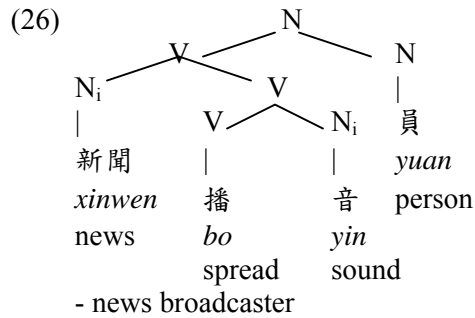 (26) N
V N
Nᵢ V |
| V Nᵢ 員
新聞 | | yuan
xinwen 播 音 person
news bo yin
spread sound
- news broadcaster